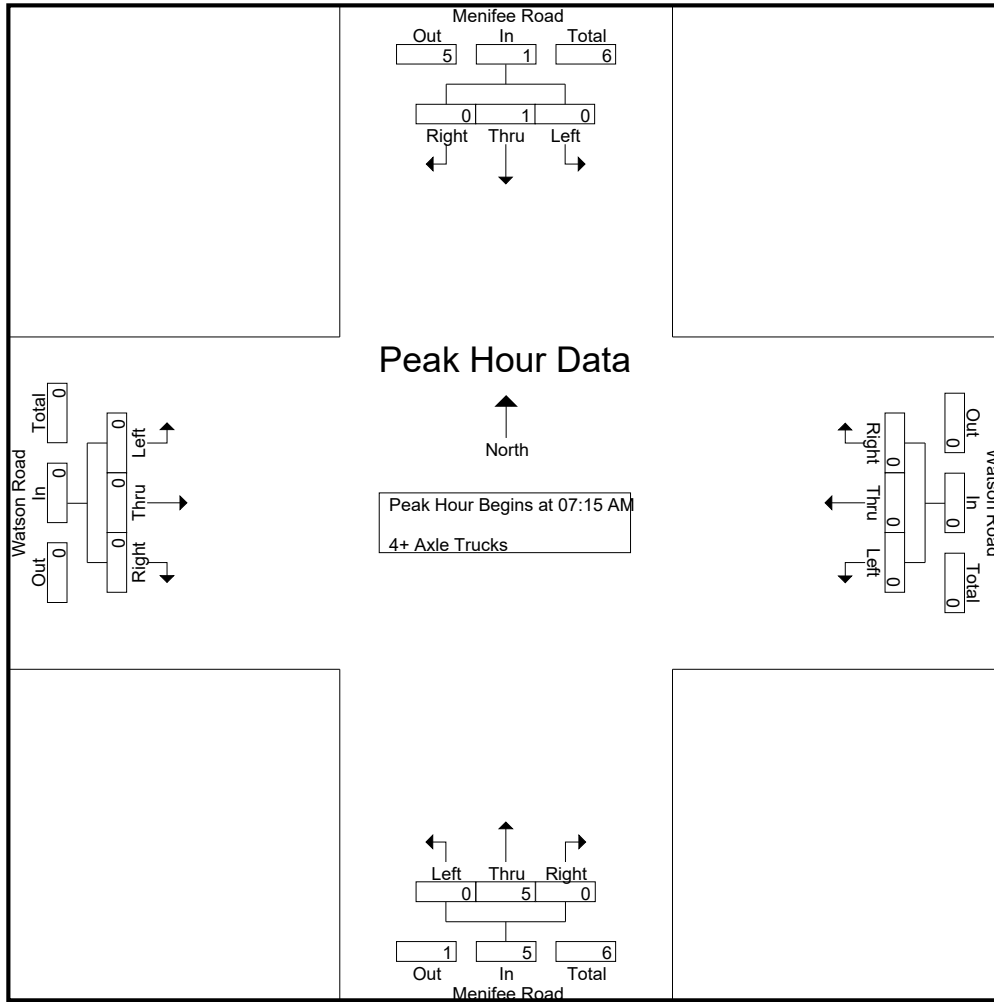 Menifee Road
Out In Total
5 1 6
0 1 0
Right Thru Left
Peak Hour Data
North
Peak Hour Begins at 07:15 AM
4+ Axle Trucks
Watson Road
Out In Total
0 0 0
0 0 0
Left Thru Right
Watson Road
Out In Total
0 0 0
0 0 0
Right Thru Left
Left Thru Right
0 5 0
1 5 6
Out In Total
Menifee Road